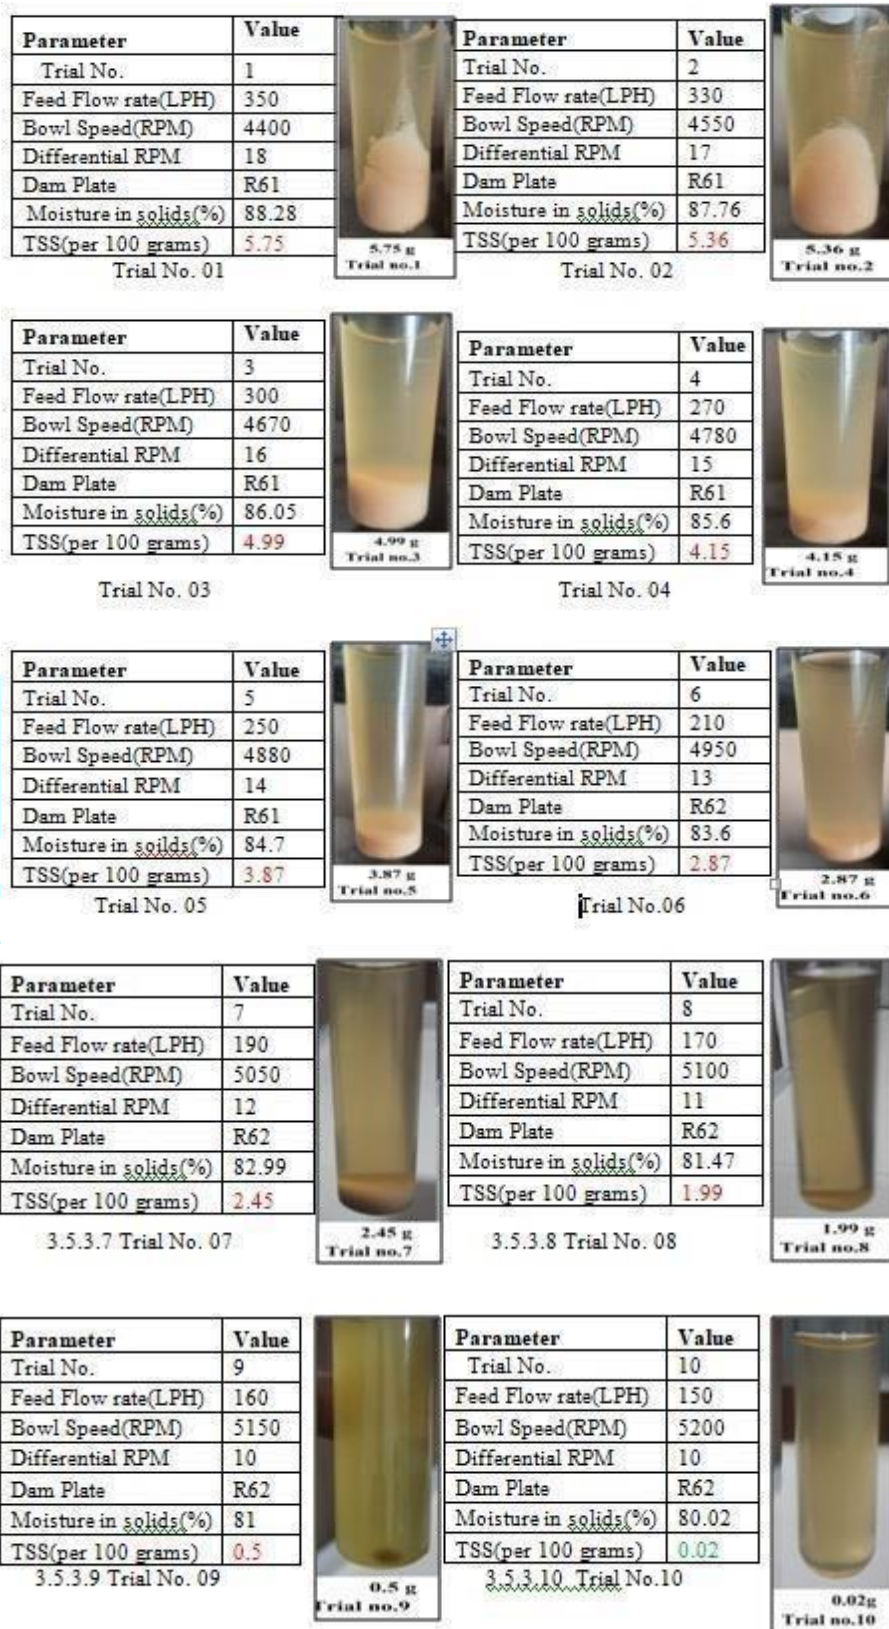 Parameter Value
Trial No. 1
Feed Flow rate(LPH) 350
Bowl Speed(RPM) 4400
Differential RPM 18
Dam Plate R61
Moisture in solids(%) 88.28
TSS(per 100 grams) 5.75
5.75 g
Trial no.1
Trial No. 01
Parameter Value
Trial No. 2
Feed Flow rate(LPH) 330
Bowl Speed(RPM) 4550
Differential RPM 17
Dam Plate R61
Moisture in solids(%) 87.76
TSS(per 100 grams) 5.36
5.36 g
Trial no.2
Trial No. 02
Parameter Value
Trial No. 3
Feed Flow rate(LPH) 300
Bowl Speed(RPM) 4670
Differential RPM 16
Dam Plate R61
Moisture in solids(%) 86.05
TSS(per 100 grams) 4.99
4.99 g
Trial no.3
Trial No. 03
Parameter Value
Trial No. 4
Feed Flow rate(LPH) 270
Bowl Speed(RPM) 4780
Differential RPM 15
Dam Plate R61
Moisture in solids(%) 85.6
TSS(per 100 grams) 4.15
4.15 g
Trial no.4
Trial No. 04
Parameter Value
Trial No. 5
Feed Flow rate(LPH) 250
Bowl Speed(RPM) 4880
Differential RPM 14
Dam Plate R61
Moisture in soilds(%) 84.7
TSS(per 100 grams) 3.87
3.87 g
Trial no.5
Trial No. 05
Parameter Value
Trial No. 6
Feed Flow rate(LPH) 210
Bowl Speed(RPM) 4950
Differential RPM 13
Dam Plate R62
Moisture in solids(%) 83.6
TSS(per 100 grams) 2.87
2.87 g
Trial no.6
Trial No.06
Parameter Value
Trial No. 7
Feed Flow rate(LPH) 190
Bowl Speed(RPM) 5050
Differential RPM 12
Dam Plate R62
Moisture in solids(%) 82.99
TSS(per 100 grams) 2.45
2.45 g
Trial no.7
3.5.3.7 Trial No. 07
Parameter Value
Trial No. 8
Feed Flow rate(LPH) 170
Bowl Speed(RPM) 5100
Differential RPM 11
Dam Plate R62
Moisture in solids(%) 81.47
TSS(per 100 grams) 1.99
1.99 g
Trial no.8
3.5.3.8 Trial No. 08
Parameter Value
Trial No. 9
Feed Flow rate(LPH) 160
Bowl Speed(RPM) 5150
Differential RPM 10
Dam Plate R62
Moisture in solids(%) 81
TSS(per 100 grams) 0.5
0.5 g
Trial no.9
3.5.3.9 Trial No. 09
Parameter Value
Trial No. 10
Feed Flow rate(LPH) 150
Bowl Speed(RPM) 5200
Differential RPM 10
Dam Plate R62
Moisture in solids(%) 80.02
TSS(per 100 grams) 0.02
0.02g
Trial no.10
3.5.3.10 Trial No.10